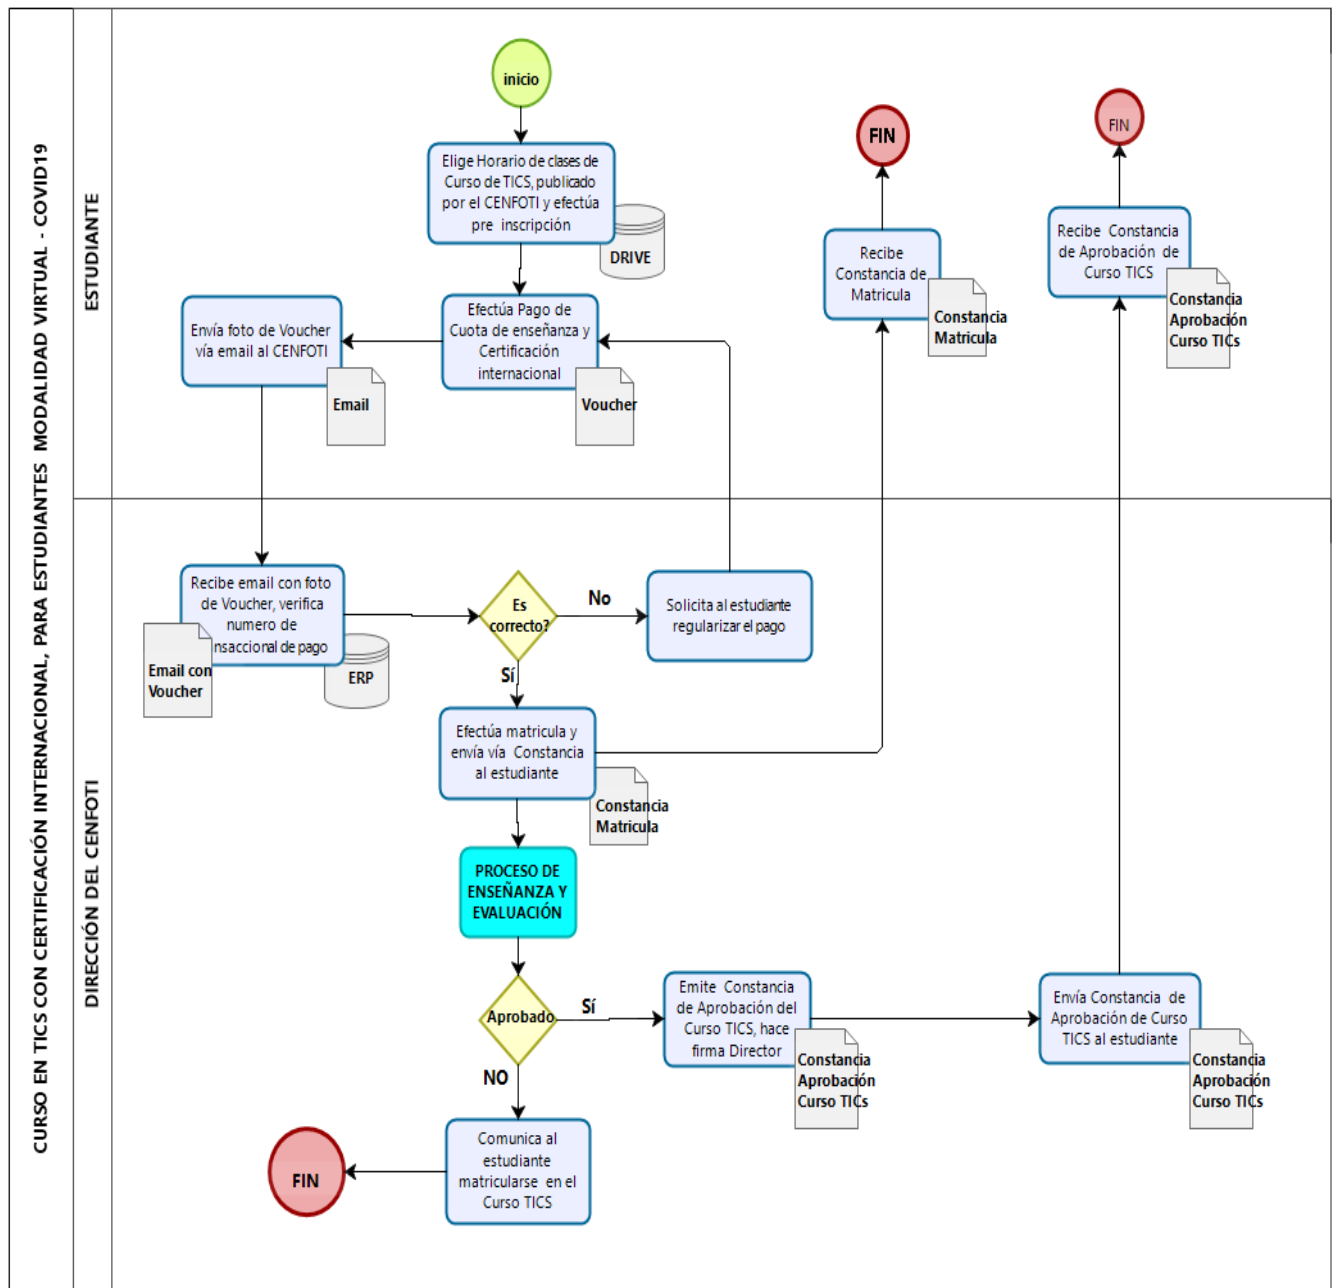 CURSO EN TICS CON CERTIFICACIÓN INTERNACIONAL, PARA ESTUDIANTES MODALIDAD VIRTUAL - COVID19
ESTUDIANTE
inicio
Elige Horario de clases de
Curso de TICS, publicado
por el CENFOTI y efectúa
pre inscripción
DRIVE
Efectúa Pago de
Cuota de enseñanza y
Certificación
internacional
Voucher
Envía foto de Voucher
vía email al CENFOTI
Email
FIN
Recibe
Constancia de
Matricula
Constancia
Matricula
FIN
Recibe Constancia
de Aprobación de
Curso TICS
Constancia
Aprobación
Curso TICs
DIRECCIÓN DEL CENFOTI
Recibe email con foto
de Voucher, verifica
numero de
nsaccional de pago
Email con
Voucher
ERP
Es
correcto?
No
Solicita al estudiante
regularizar el pago
Sí
Efectúa matricula y
envía vía Constancia
al estudiante
Constancia
Matricula
PROCESO DE
ENSEÑANZA Y
EVALUACIÓN
Aprobado
Sí
Emite Constancia
de Aprobación del
Curso TICS, hace
firma Director
Constancia
Aprobación
Curso TICs
Envía Constancia de
Aprobación de Curso
TICS al estudiante
Constancia
Aprobación
Curso TICs
NO
Comunica al
estudiante
matricularse en el
Curso TICS
FIN